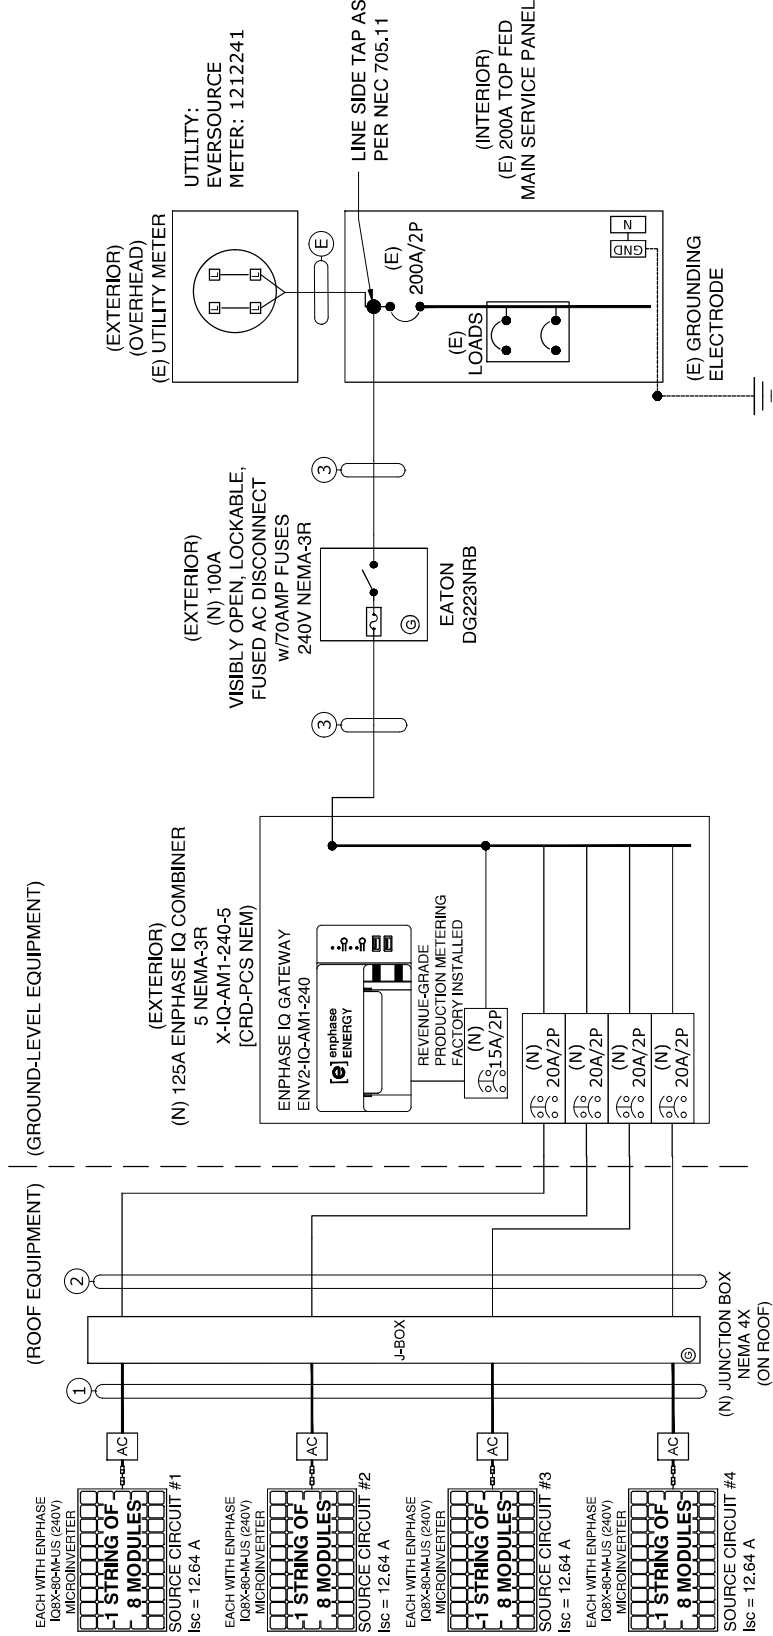 (ROOF EQUIPMENT)
(GROUND-LEVEL EQUIPMENT)
EACH WITH ENPHASE
IQ8X-80-M-US (240V)
MICROINVERTER
1 STRING OF
8 MODULES
SOURCE CIRCUIT #1
Isc = 12.64 A
AC
EACH WITH ENPHASE
IQ8X-80-M-US (240V)
MICROINVERTER
1 STRING OF
8 MODULES
SOURCE CIRCUIT #2
Isc = 12.64 A
AC
EACH WITH ENPHASE
IQ8X-80-M-US (240V)
MICROINVERTER
1 STRING OF
8 MODULES
SOURCE CIRCUIT #3
Isc = 12.64 A
AC
EACH WITH ENPHASE
IQ8X-80-M-US (240V)
MICROINVERTER
1 STRING OF
8 MODULES
SOURCE CIRCUIT #4
Isc = 12.64 A
AC
1
J-BOX
G
2
(N) JUNCTION BOX
NEMA 4X
(ON ROOF)
(EXTERIOR)
(N) 125A ENPHASE IQ COMBINER
5 NEMA-3R
X-IQ-AM1-240-5
[CRD-PCS NEM]
ENPHASE IQ GATEWAY
ENV2-IQ-AM1-240
[e] enphase
ENERGY
REVENUE-GRADE
PRODUCTION METERING
FACTORY INSTALLED
(N)
15A/2P
(N)
20A/2P
(N)
20A/2P
(N)
20A/2P
(N)
20A/2P
3
(EXTERIOR)
(N) 100A
VISIBLY OPEN, LOCKABLE,
FUSED AC DISCONNECT
w/70AMP FUSES
240V NEMA-3R
G
EATON
DG223NRB
3
(EXTERIOR)
(OVERHEAD)
(E) UTILITY METER
L
L
L
L
UTILITY:
EVERSOURCE
METER: 1212241
E
LINE SIDE TAP AS
PER NEC 705.11
(INTERIOR)
(E) 200A TOP FED
MAIN SERVICE PANEL
(E)
200A/2P
(E)
LOADS
N
GND
(E) GROUNDING
ELECTRODE